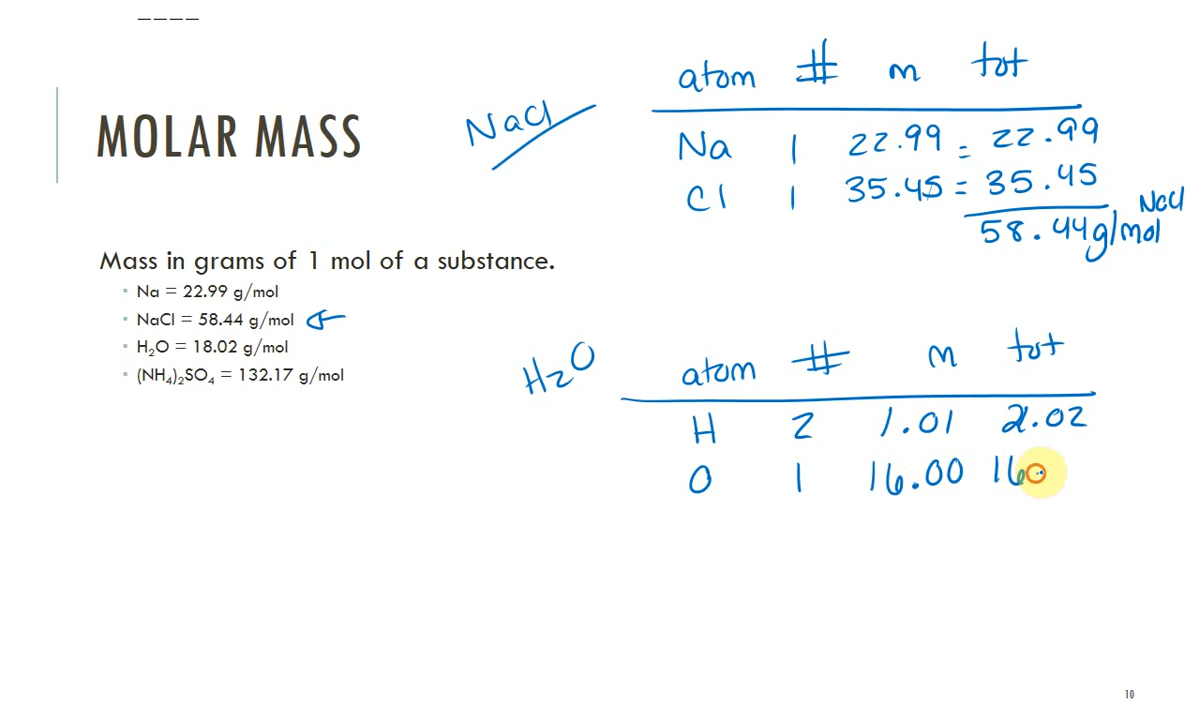 MOLAR MASS
Mass in grams of 1 mol of a substance.
Na = 22.99 g/mol
NaCl = 58.44 g/mol
H₂O = 18.02 g/mol
(NH₄)₂SO₄ = 132.17 g/mol
NaCl
atom # m tot
Na 1 22.99 = 22.99
Cl 1 35.45 = 35.45
58.44 g/mol NaCl
H₂O
atom # m tot
H 2 1.01 2.02
O 1 16.00 16
10